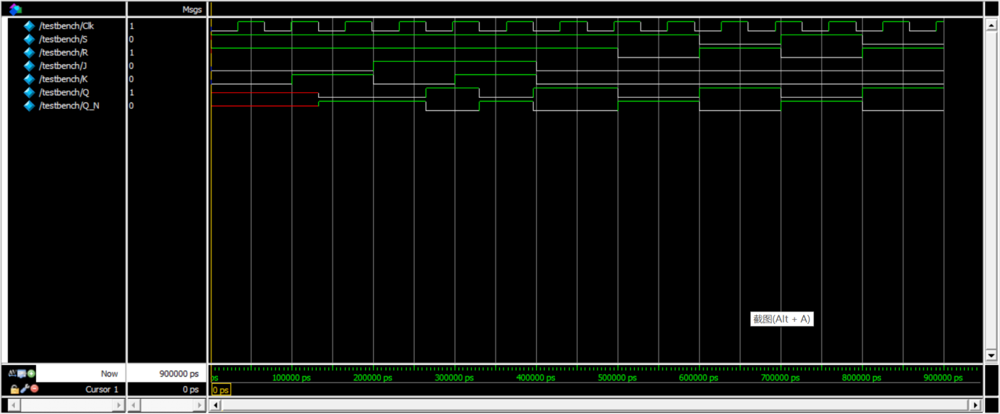 Msgs
/testbench/Clk 1
/testbench/S 0
/testbench/R 1
/testbench/J 0
/testbench/K 0
/testbench/Q 1
/testbench/Q_N 0
截图(Alt + A)
Now 900000 ps
ps 100000 ps 200000 ps 300000 ps 400000 ps 500000 ps 600000 ps 700000 ps 800000 ps 900000 ps
Cursor 1 0 ps 0 ps